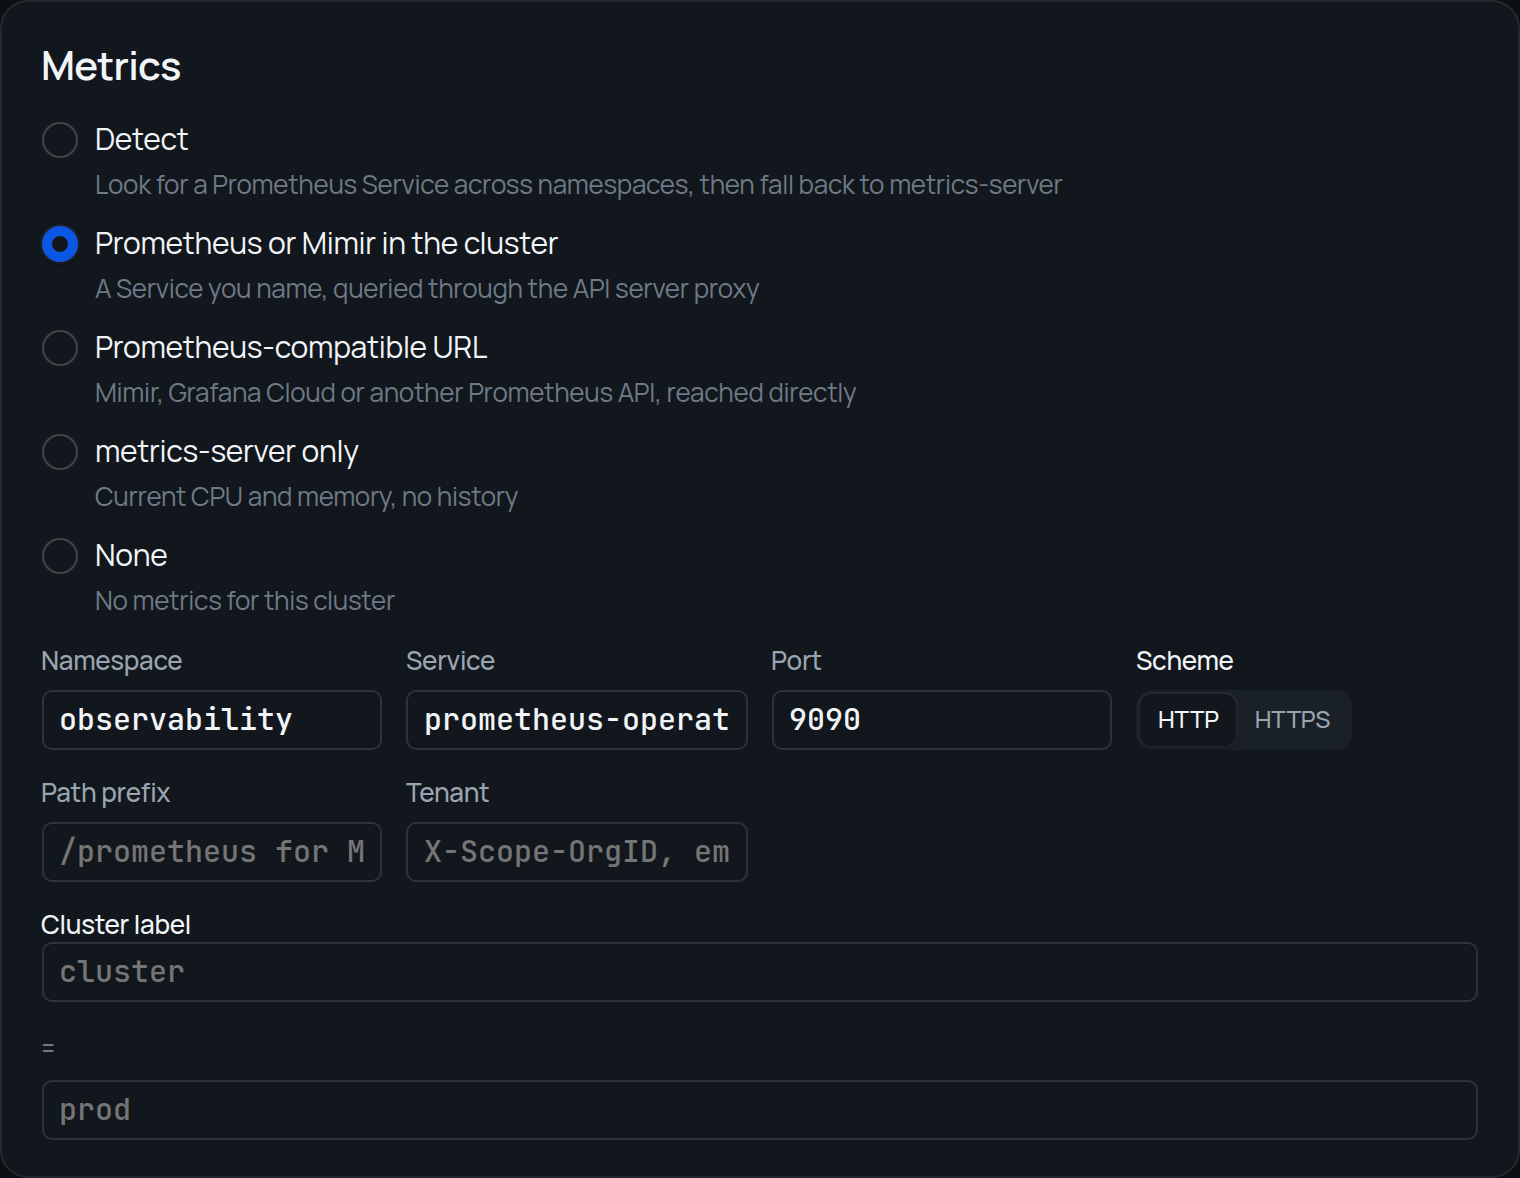 Metrics
Detect
Look for a Prometheus Service across namespaces, then fall back to metrics-server
Prometheus or Mimir in the cluster
A Service you name, queried through the API server proxy
Prometheus-compatible URL
Mimir, Grafana Cloud or another Prometheus API, reached directly
metrics-server only
Current CPU and memory, no history
None
No metrics for this cluster
Namespace Service Port Scheme
observability prometheus-operat 9090 HTTP HTTPS
Path prefix Tenant
/prometheus for M X-Scope-OrgID, em
Cluster label
cluster
=
prod